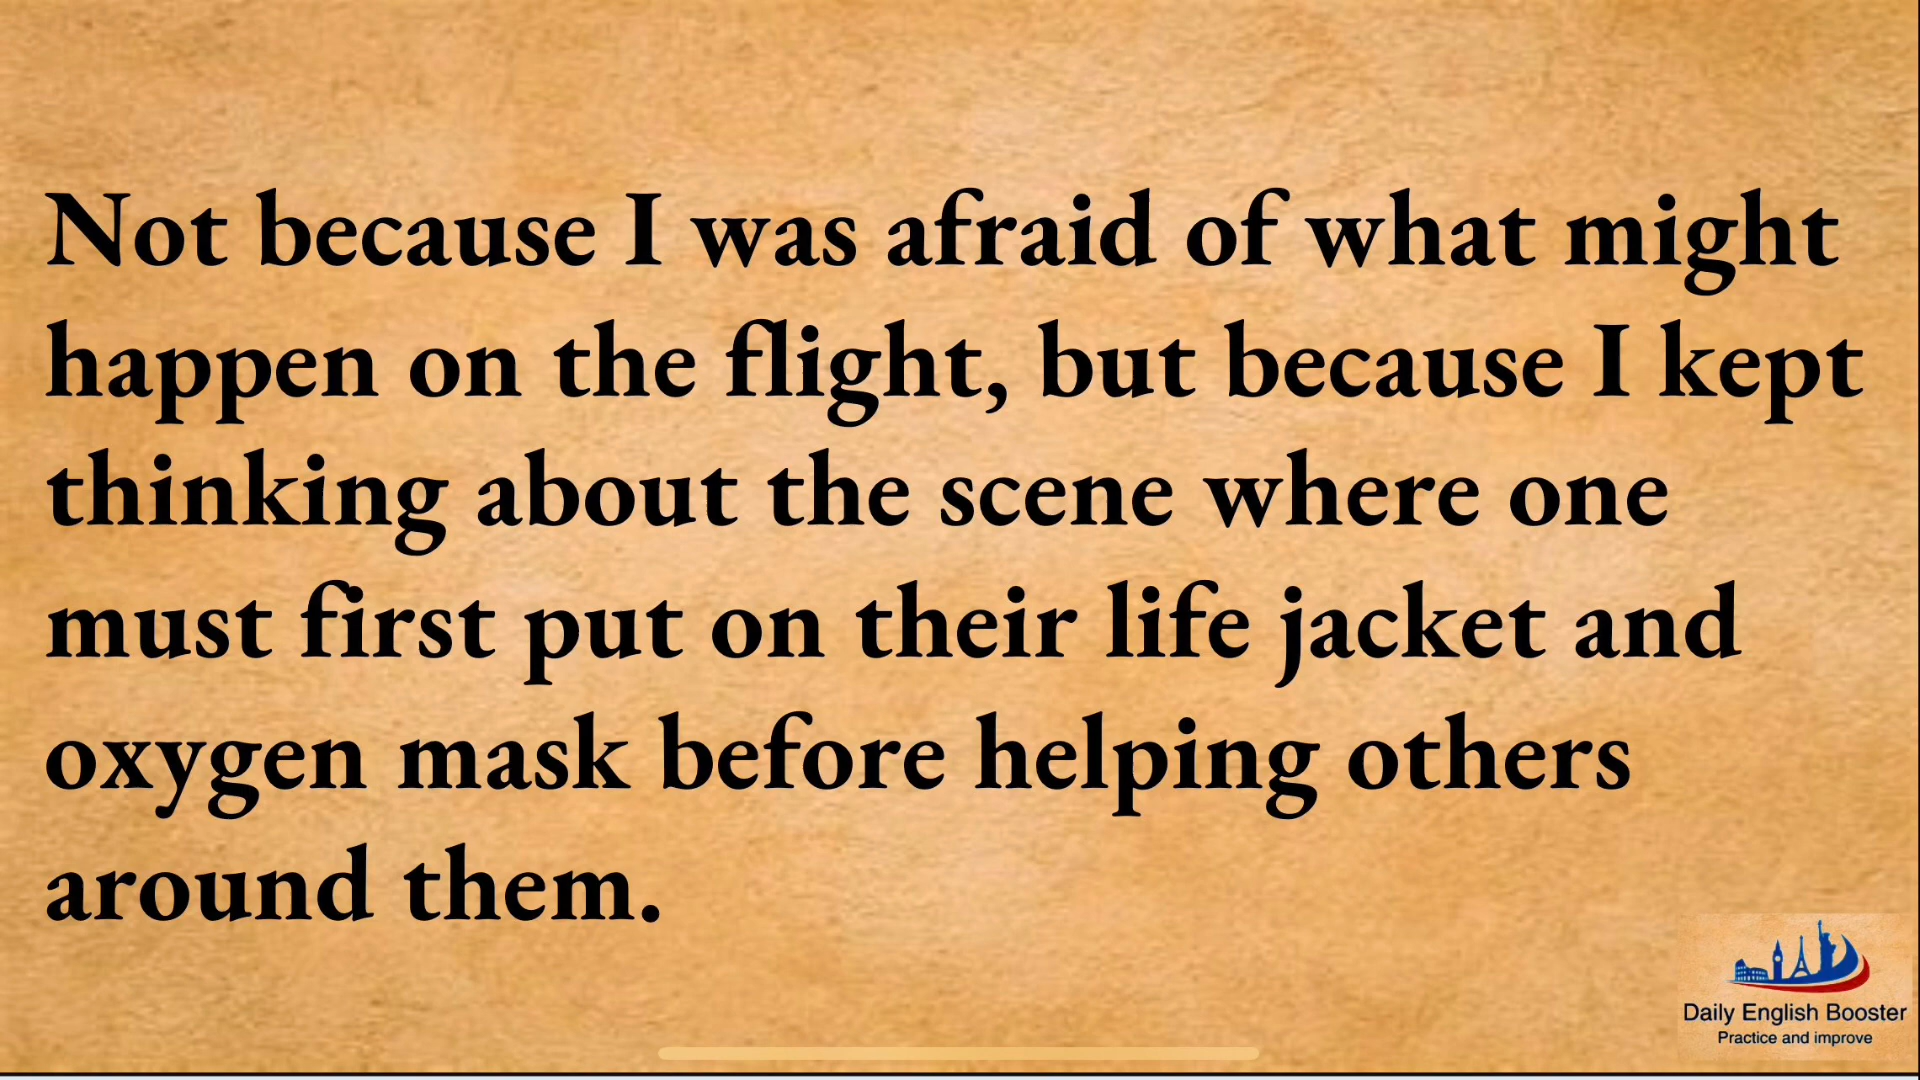 Not because I was afraid of what might
happen on the flight, but because I kept
thinking about the scene where one
must first put on their life jacket and
oxygen mask before helping others
around them.
Daily English Booster
Practice and improve